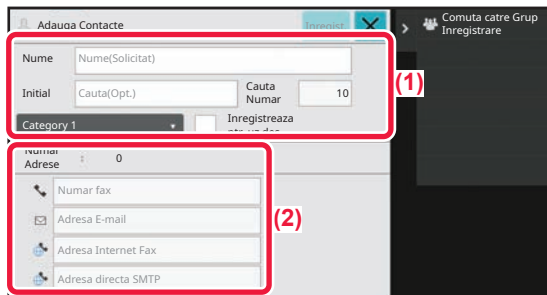 Adauga Contacte
Inregist.
Comuta catre Grup
Inregistrare
Nume
Nume(Solicitat)
Initial
Cauta(Opt.)
Cauta
Numar
10
(1)
Category 1
Inregistreaza
Numar
Adrese : 0
Numar fax
Adresa E-mail
(2)
Adresa Internet Fax
Adresa directa SMTP